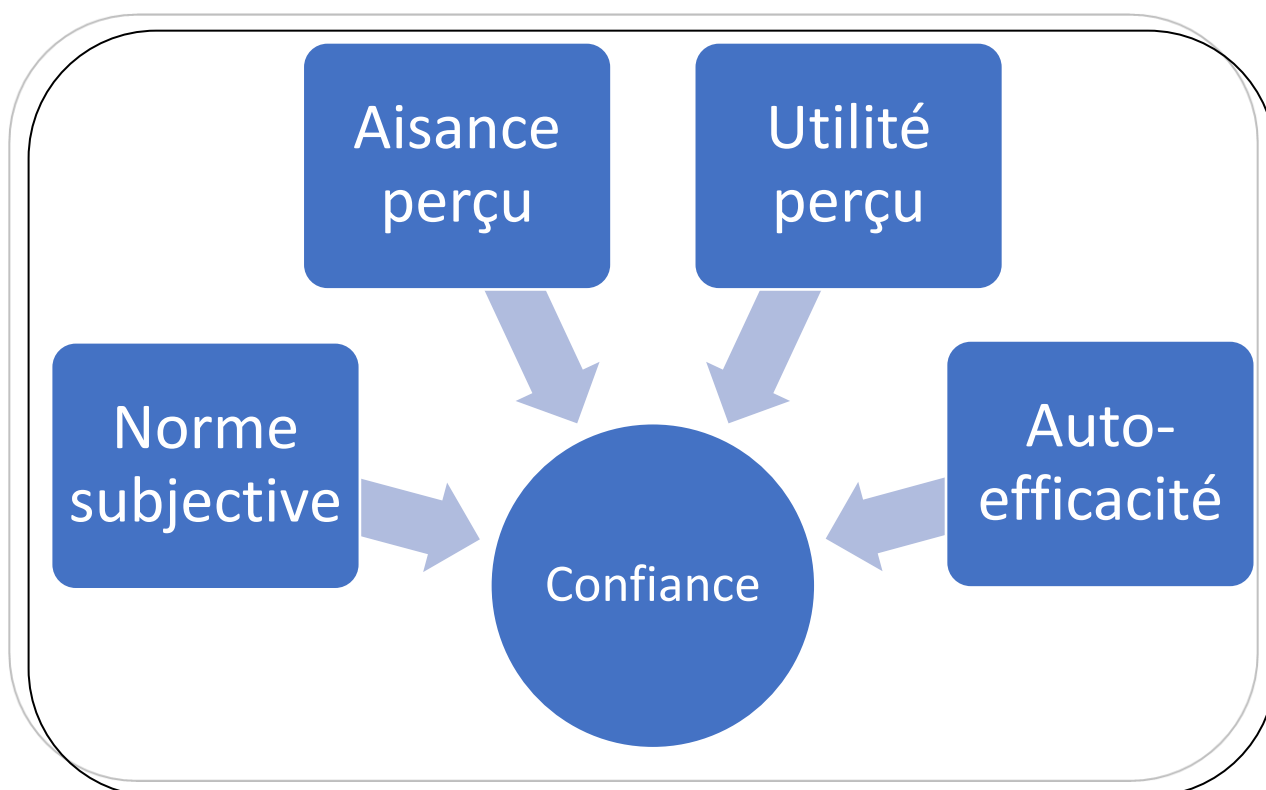 Aisance
perçu
Utilité
perçu
Norme
subjective
Auto-
efficacité
Confiance